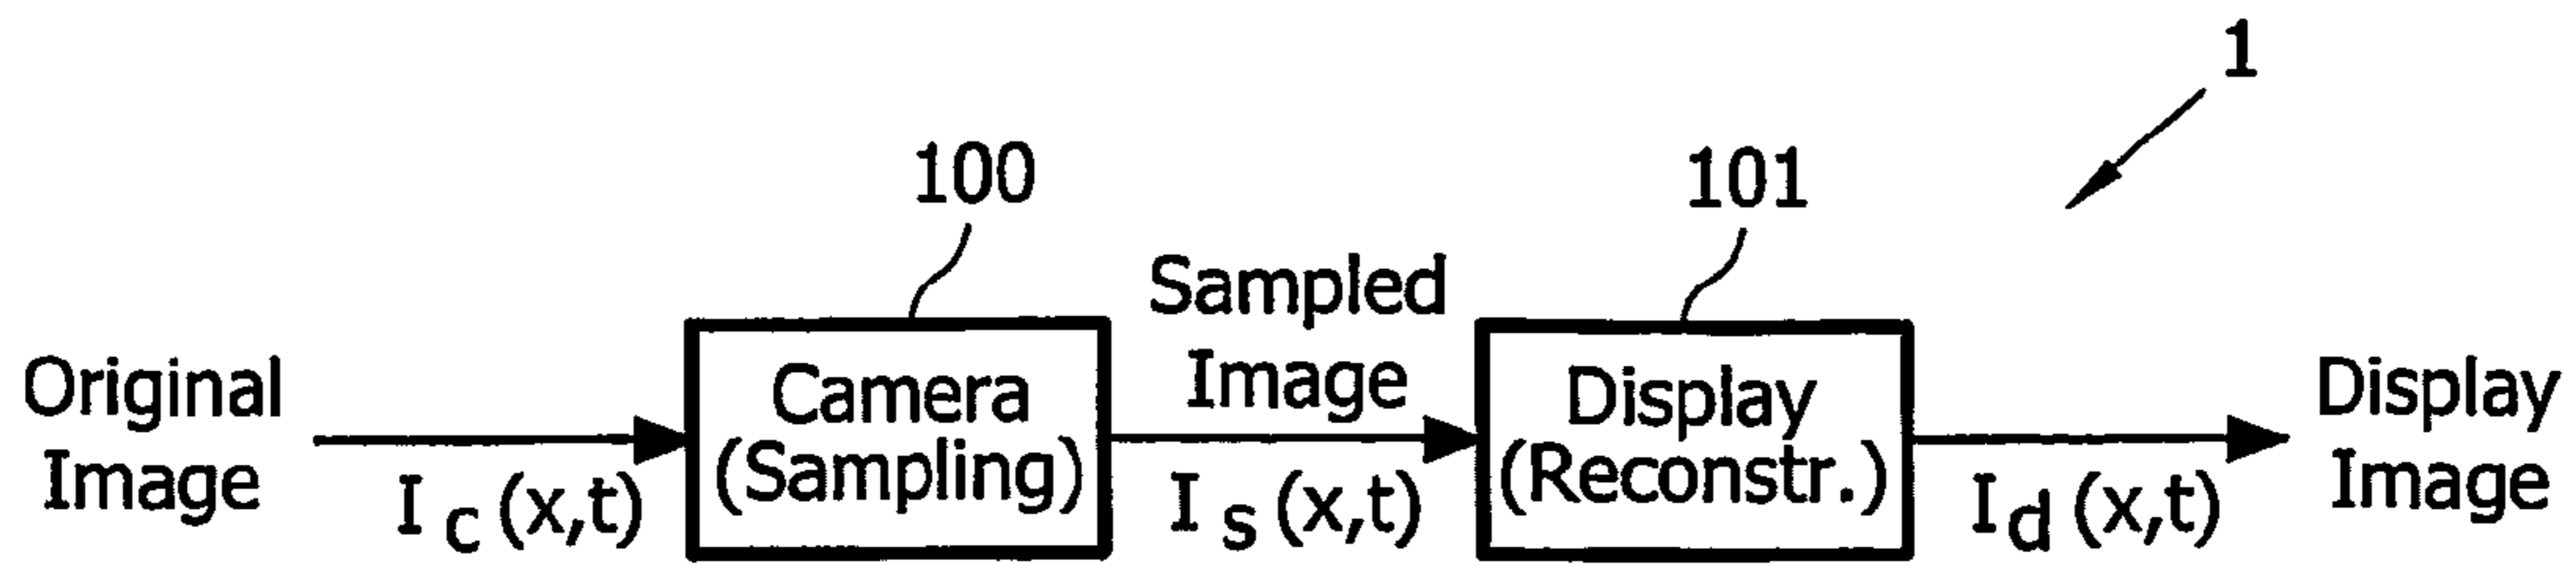 1
100
101
Original
Image
I c (x,t)
Camera
(Sampling)
Sampled
Image
I s (x,t)
Display
(Reconstr.)
I d (x,t)
Display
Image